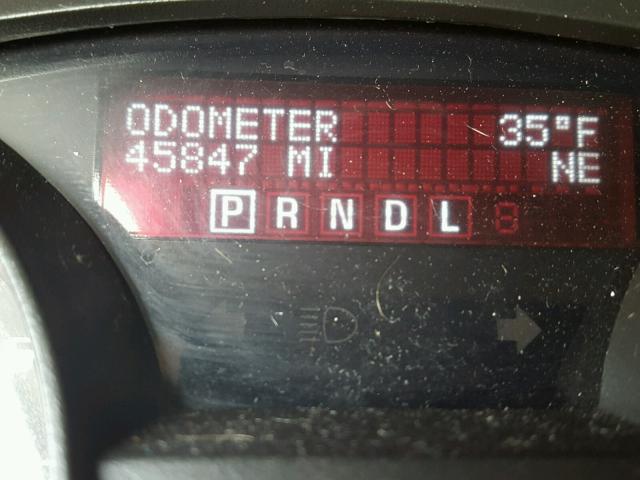 ODOMETER 35°F
45847 MI NE
P R N D L